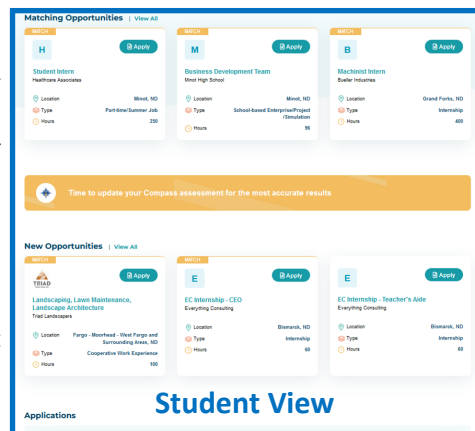 Matching Opportunities | View All
MATCH
H
Apply
Student Intern
Healthcare Associates
Location Minot, ND
Type Part-time/Summer Job
Hours 250
MATCH
M
Apply
Business Development Team
Minot High School
Location Minot, ND
Type School-based Enterprise/Project
/Simulation
Hours 96
MATCH
B
Apply
Machinist Intern
Bueller Industries
Location Grand Forks, ND
Type Internship
Hours 400
Time to update your Compass assessment for the most accurate results
New Opportunities | View All
MATCH
TRIAD
Apply
Landscaping, Lawn Maintenance,
Landscape Architecture
Triad Landscapers
Location Fargo - Moorhead - West Fargo and
Surrounding Areas, ND
Type Cooperative Work Experience
Hours 100
MATCH
E
Apply
EC Internship - CEO
Everything Consulting
Location Bismarck, ND
Type Internship
Hours 60
E
Apply
EC Internship - Teacher's Aide
Everything Consulting
Location Bismarck, ND
Type Internship
Hours 60
Student View
Applications